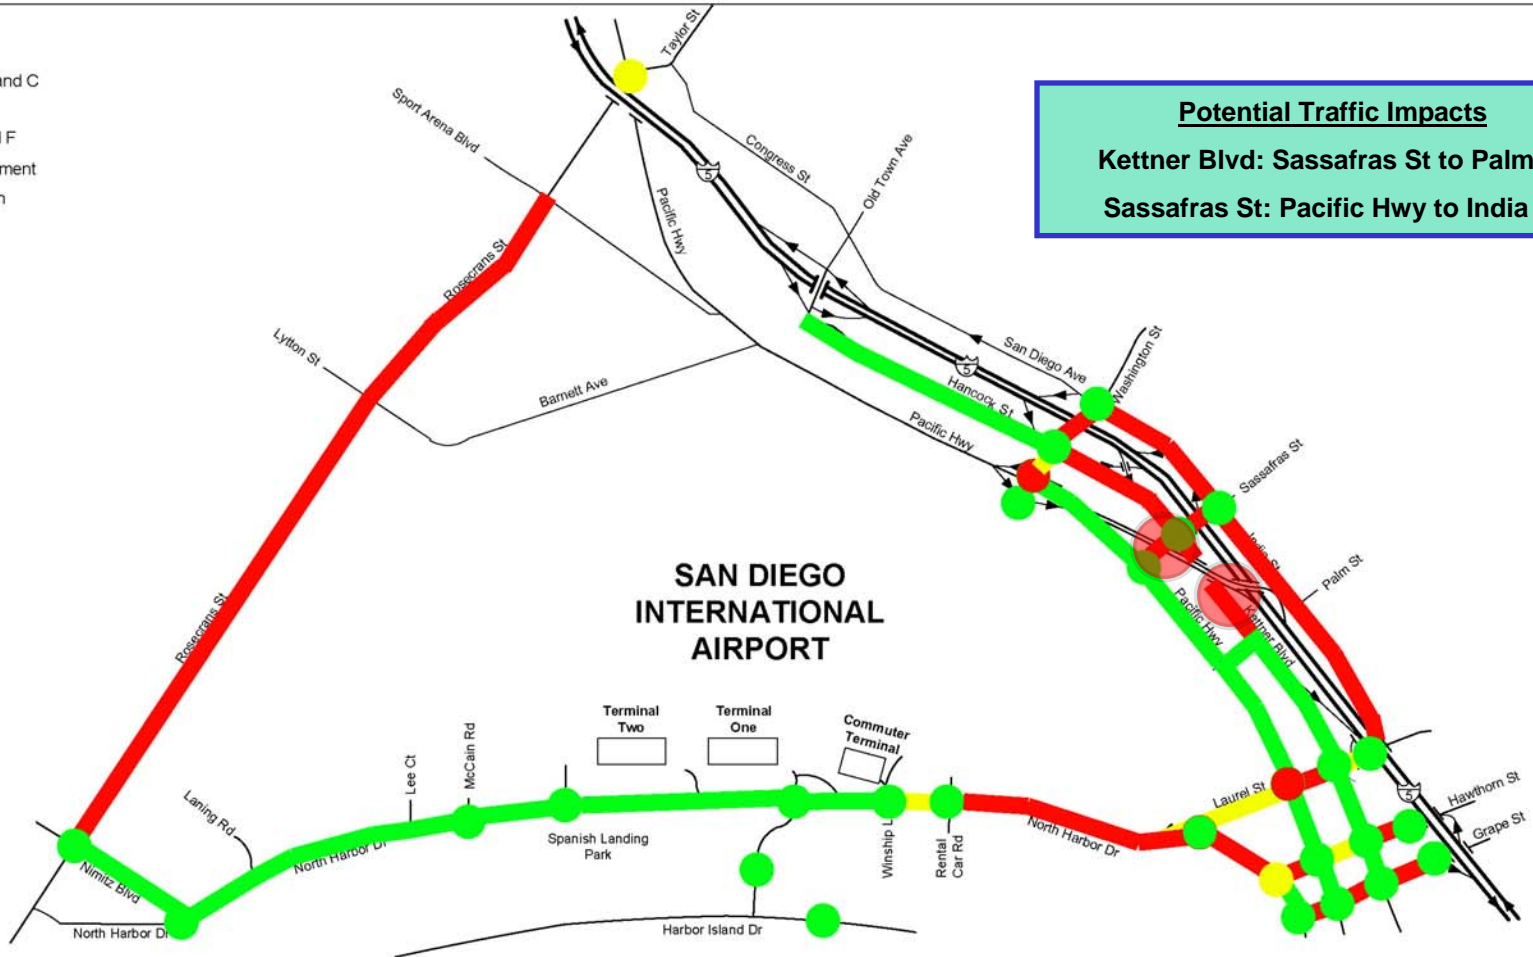 and C
F
ment
Taylor St
Sport Arena Blvd
Congress St
Old Town Ave
5
Pacific Hwy
Potential Traffic Impacts
Kettner Blvd: Sassafras St to Palm
Sassafras St: Pacific Hwy to India
Rosecrans St
Lytton St
Barnett Ave
San Diego Ave
Washington St
5
Hancock St
Pacific Hwy
Sassafras St
India St
Palm St
SAN DIEGO
INTERNATIONAL
AIRPORT
Pacific Hwy
Kettner Blvd
Rosecrans St
Terminal
Two
Terminal
One
Commuter
Terminal
Lee Ct
McCain Rd
Laning Rd
North Harbor Dr
Spanish Landing
Park
Winship L
Rental
Car Rd
North Harbor Dr
Laurel St
5
Hawthorn St
Grape St
Nimitz Blvd
North Harbor Dr
Harbor Island Dr